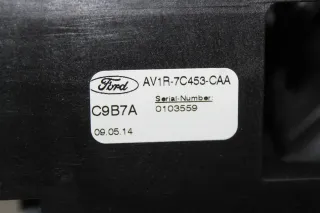 Ford AV1R-7C453-CAA
Serial-Number:
C9B7A 0103559
09.05.14